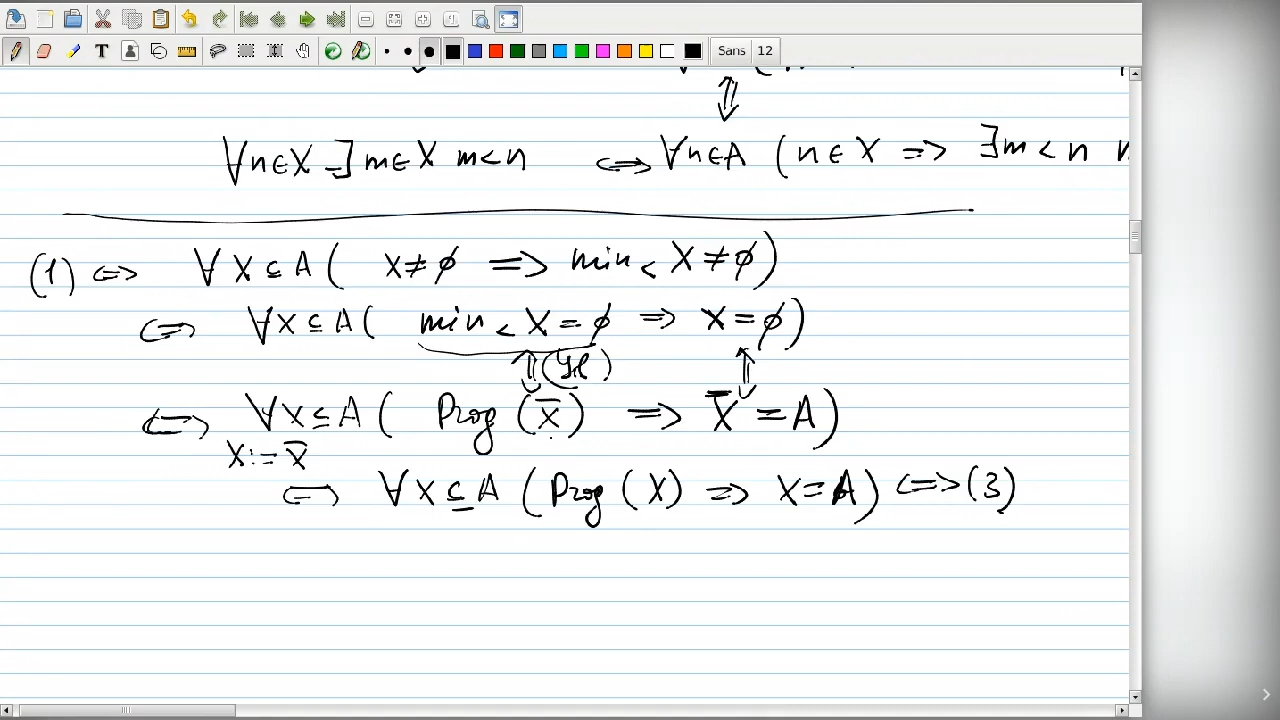 Sans 12
∀n∈X ∃m∈X m<n ⇔ ∀n∈A (n∈X ⇒ ∃m<n
(1) ⇔ ∀X⊆A( X≠∅ ⇒ min< X≠∅)
⇔ ∀X⊆A( min< X=∅ ⇒ X=∅)
⇔ ∀X⊆A( Prog(X̅) ⇒ X̅=A)
X:=X̅
⇔ ∀X⊆A(Prog(X) ⇒ X=A) ⇔(3)